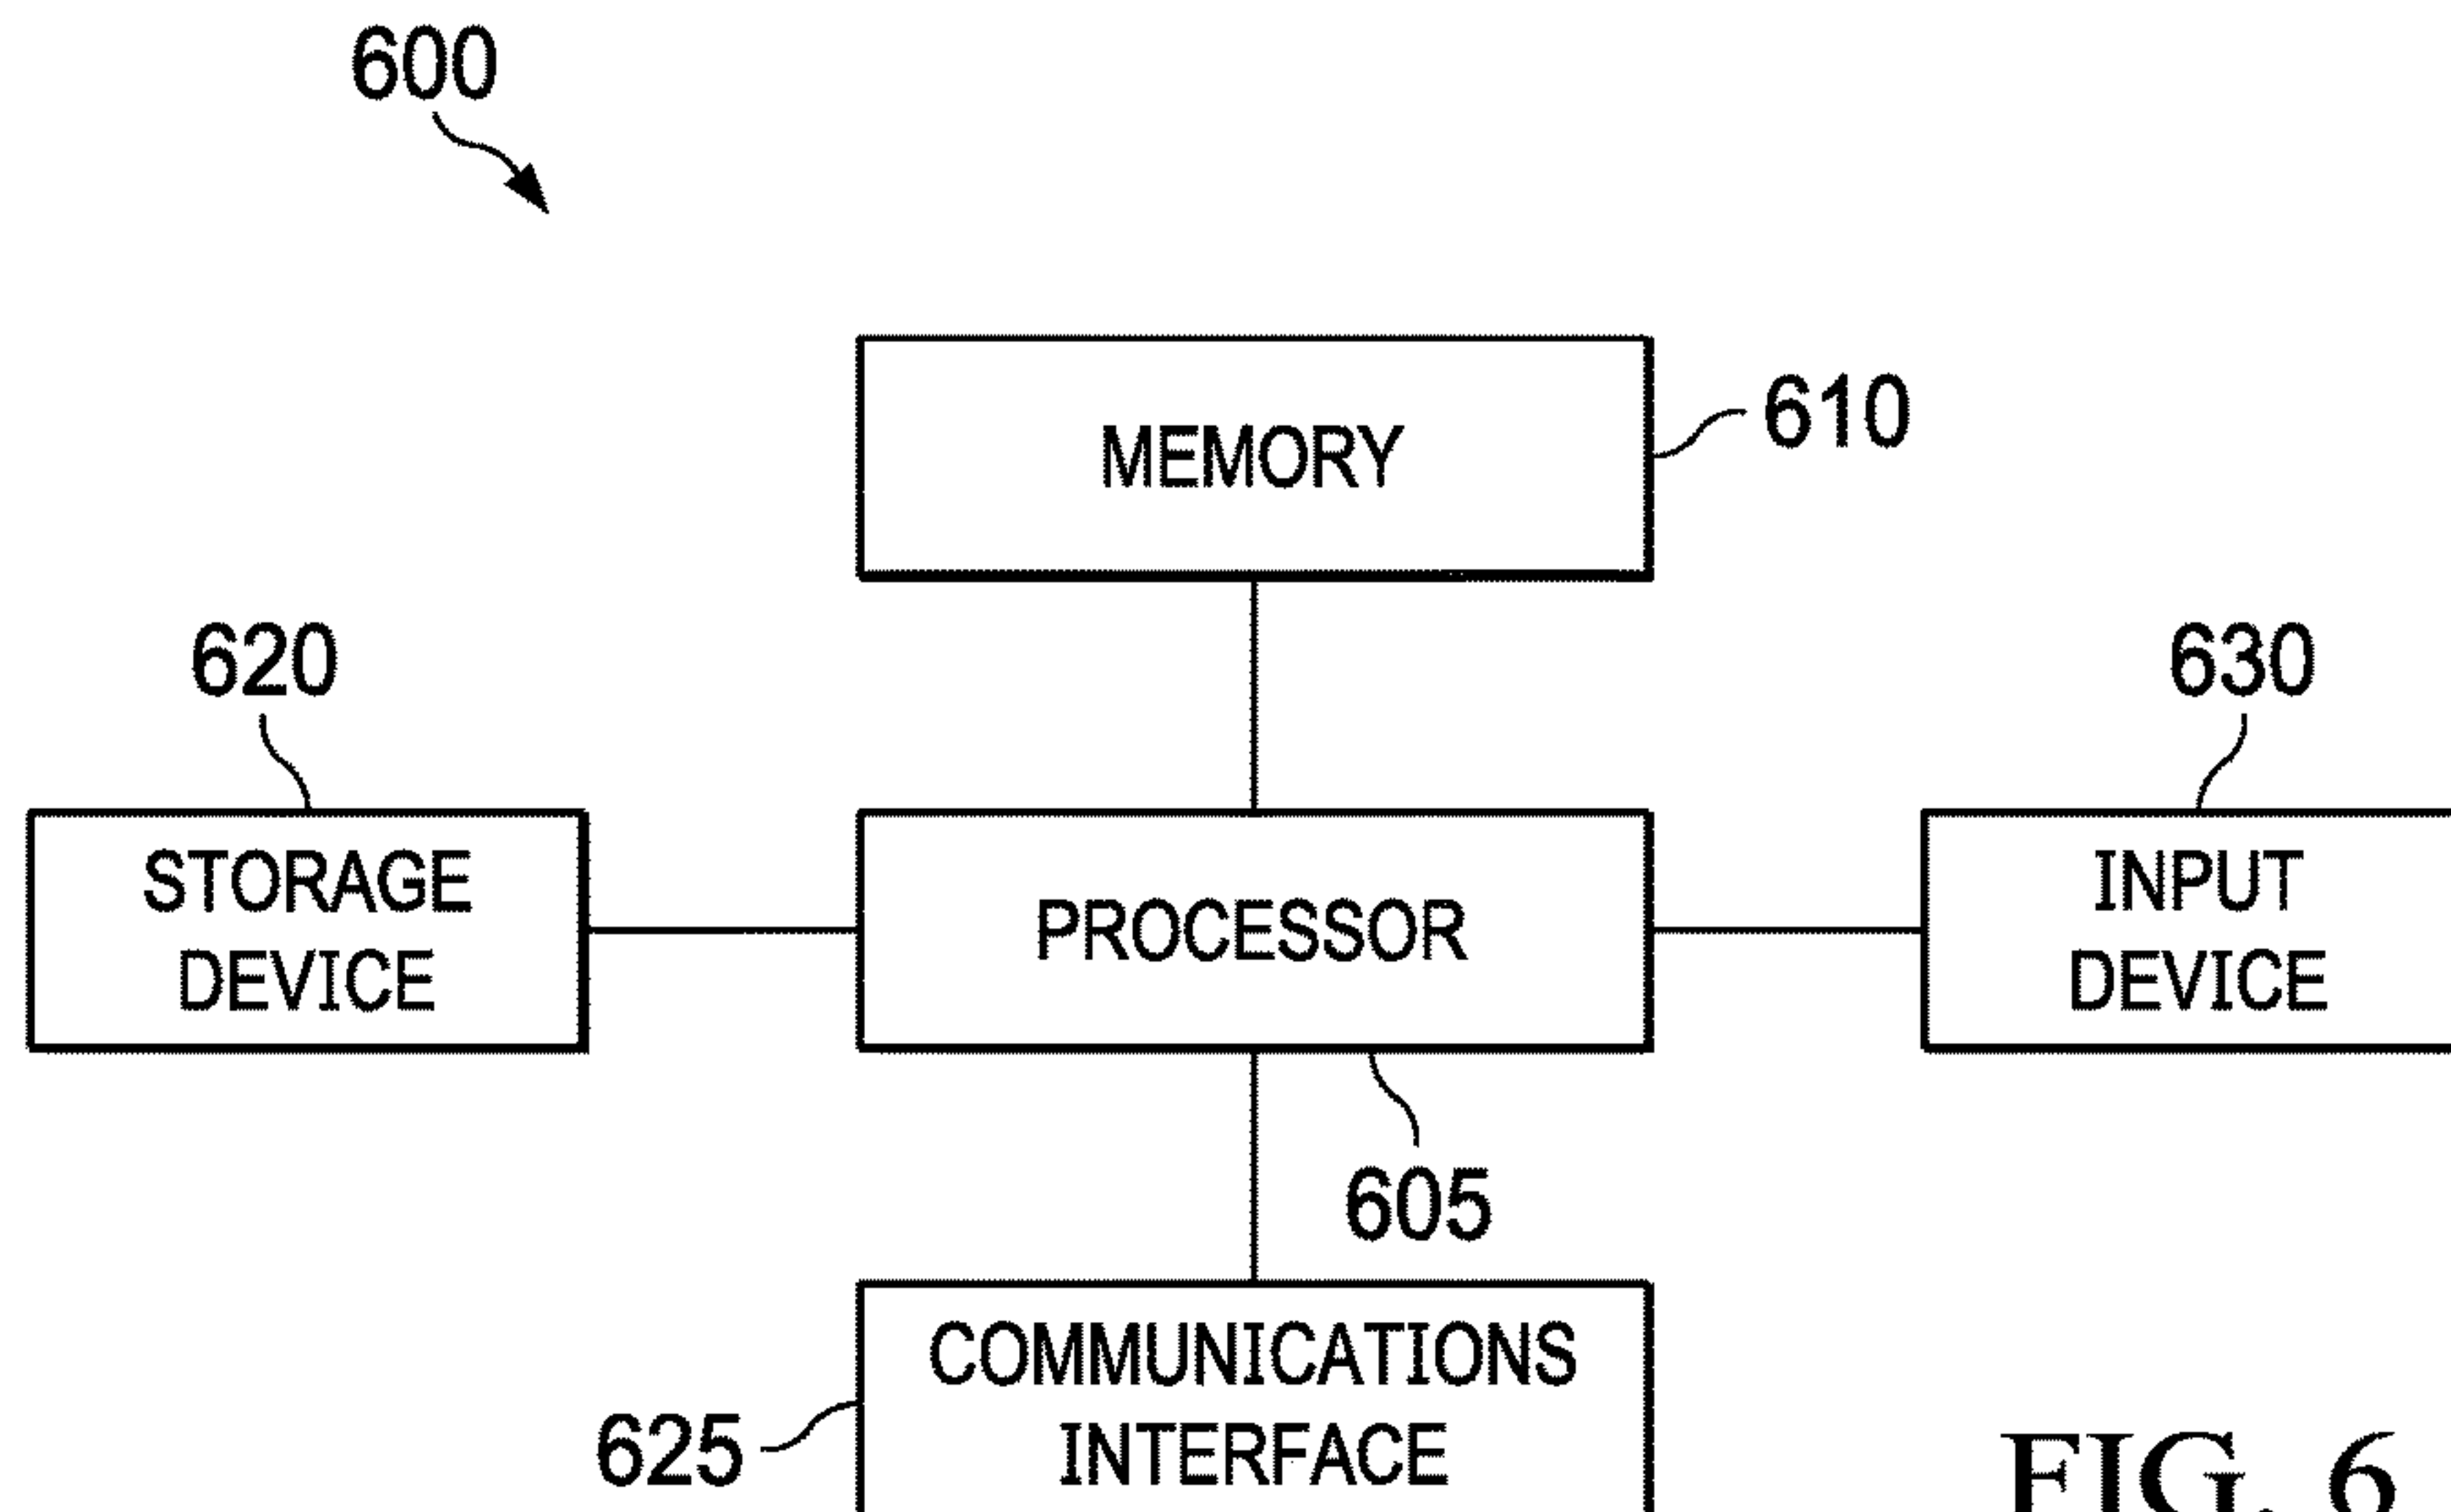 600
MEMORY
610
620
630
STORAGE
DEVICE
PROCESSOR
INPUT
DEVICE
605
COMMUNICATIONS
INTERFACE
625
FIG. 6